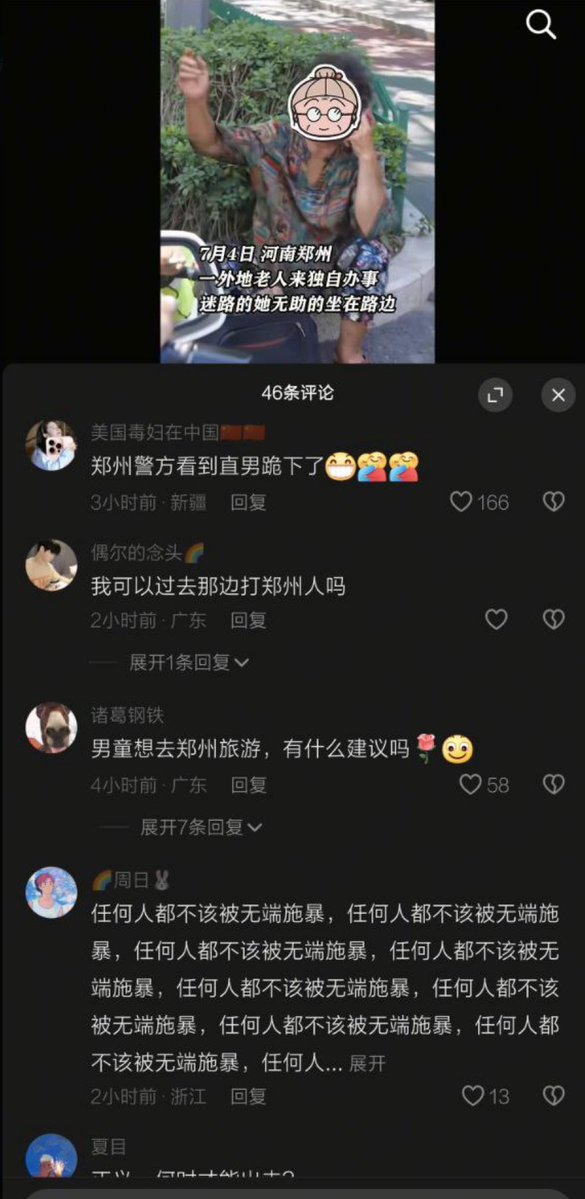 7月4日 河南郑州
一外地老人来独自办事
迷路的她无助的坐在路边
46条评论
美国毒妇在中国🇨🇳🇨🇳
郑州警方看到直男跪下了😁🤗🤗
3小时前·新疆 回复 166
偶尔的念头🌈
我可以过去那边打郑州人吗
2小时前·广东 回复
展开1条回复
诸葛钢铁
男童想去郑州旅游，有什么建议吗🌹🙂
4小时前·广东 回复 58
展开7条回复
🌈周日🐰
任何人都不该被无端施暴，任何人都不该被无端施
暴，任何人都不该被无端施暴，任何人都不该被无
端施暴，任何人都不该被无端施暴，任何人都不该
被无端施暴，任何人都不该被无端施暴，任何人都
不该被无端施暴，任何人... 展开
2小时前·浙江 回复 13
夏目